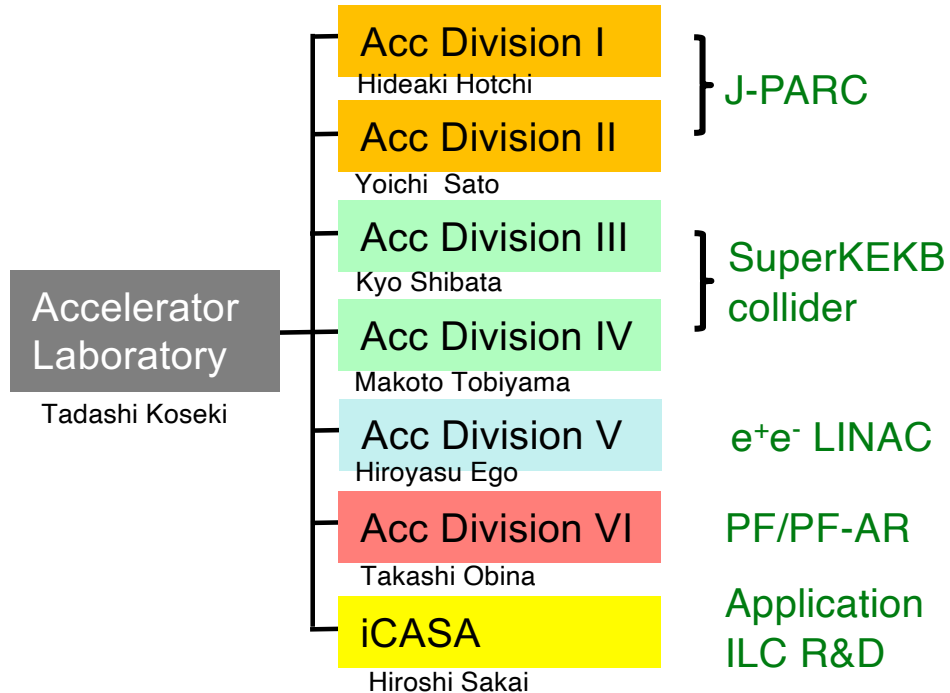 Accelerator
Laboratory
Tadashi Koseki
Acc Division I
Hideaki Hotchi
Acc Division II
Yoichi Sato
J-PARC
Acc Division III
Kyo Shibata
Acc Division IV
Makoto Tobiyama
SuperKEKB
collider
Acc Division V
Hiroyasu Ego
e⁺e⁻ LINAC
Acc Division VI
Takashi Obina
PF/PF-AR
iCASA
Hiroshi Sakai
Application
ILC R&D